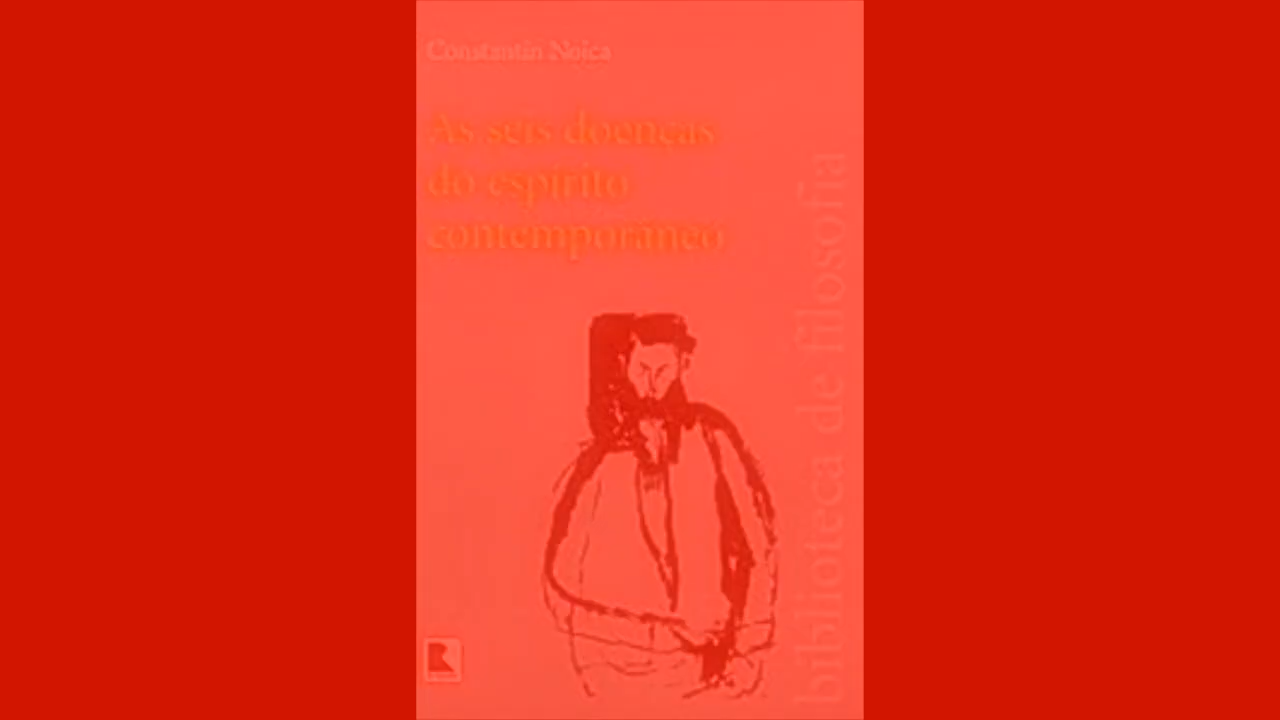 Constantin Noica
As seis doenças
do espírito
contemporâneo
biblioteca de filosofia
R